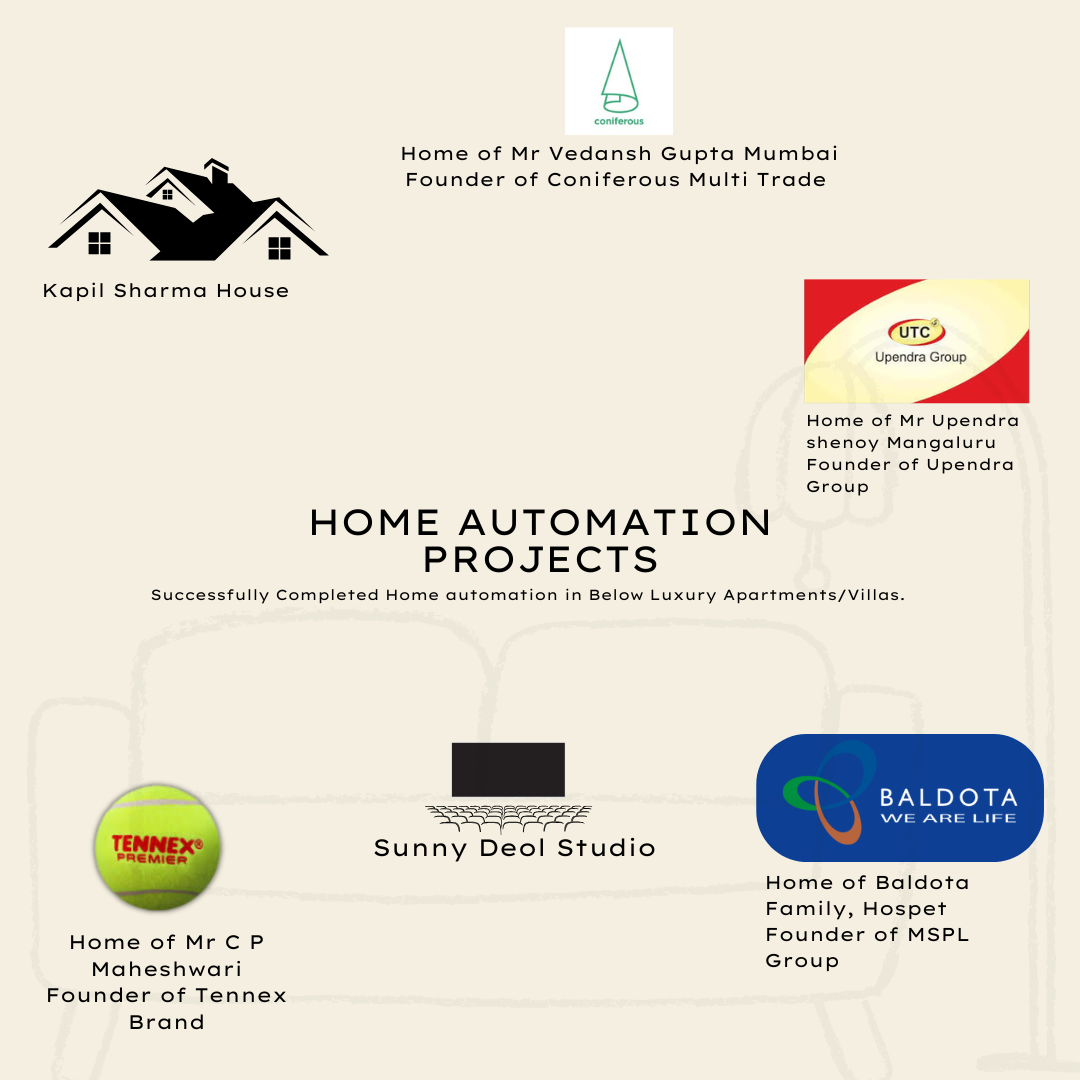 coniferous
Home of Mr Vedansh Gupta Mumbai
Founder of Coniferous Multi Trade
Kapil Sharma House
UTC
Upendra Group
Home of Mr Upendra
shenoy Mangaluru
Founder of Upendra
Group
HOME AUTOMATION
PROJECTS
Successfully Completed Home automation in Below Luxury Apartments/Villas.
TENNEX®
PREMIER
Home of Mr C P
Maheshwari
Founder of Tennex
Brand
Sunny Deol Studio
BALDOTA
WE ARE LIFE
Home of Baldota
Family, Hospet
Founder of MSPL
Group